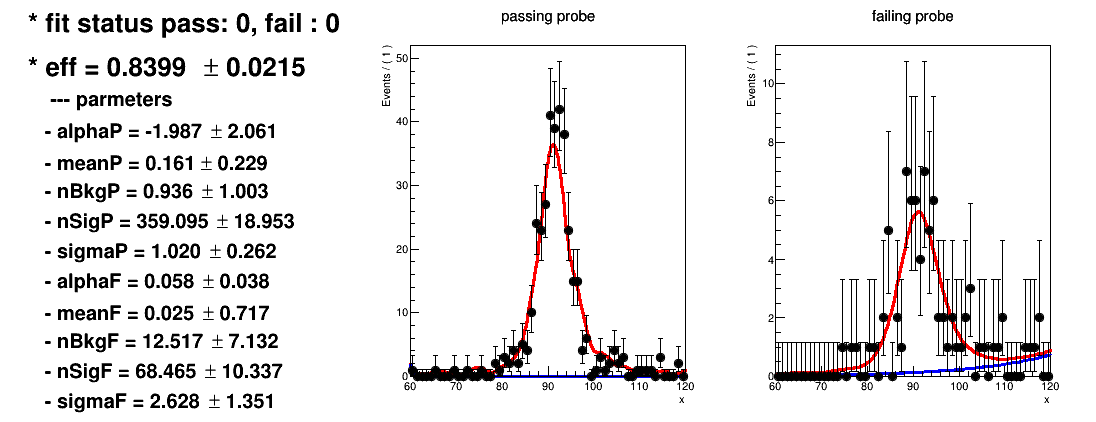 * fit status pass: 0, fail : 0
* eff = 0.8399 ± 0.0215
--- parmeters
- alphaP = -1.987 ± 2.061
- meanP = 0.161 ± 0.229
- nBkgP = 0.936 ± 1.003
- nSigP = 359.095 ± 18.953
- sigmaP = 1.020 ± 0.262
- alphaF = 0.058 ± 0.038
- meanF = 0.025 ± 0.717
- nBkgF = 12.517 ± 7.132
- nSigF = 68.465 ± 10.337
- sigmaF = 2.628 ± 1.351
passing probe
Events / ( 1 )
50
40
30
20
10
0
60 70 80 90 100 110 120
x
failing probe
Events / ( 1 )
10
8
6
4
2
0
60 70 80 90 100 110 120
x